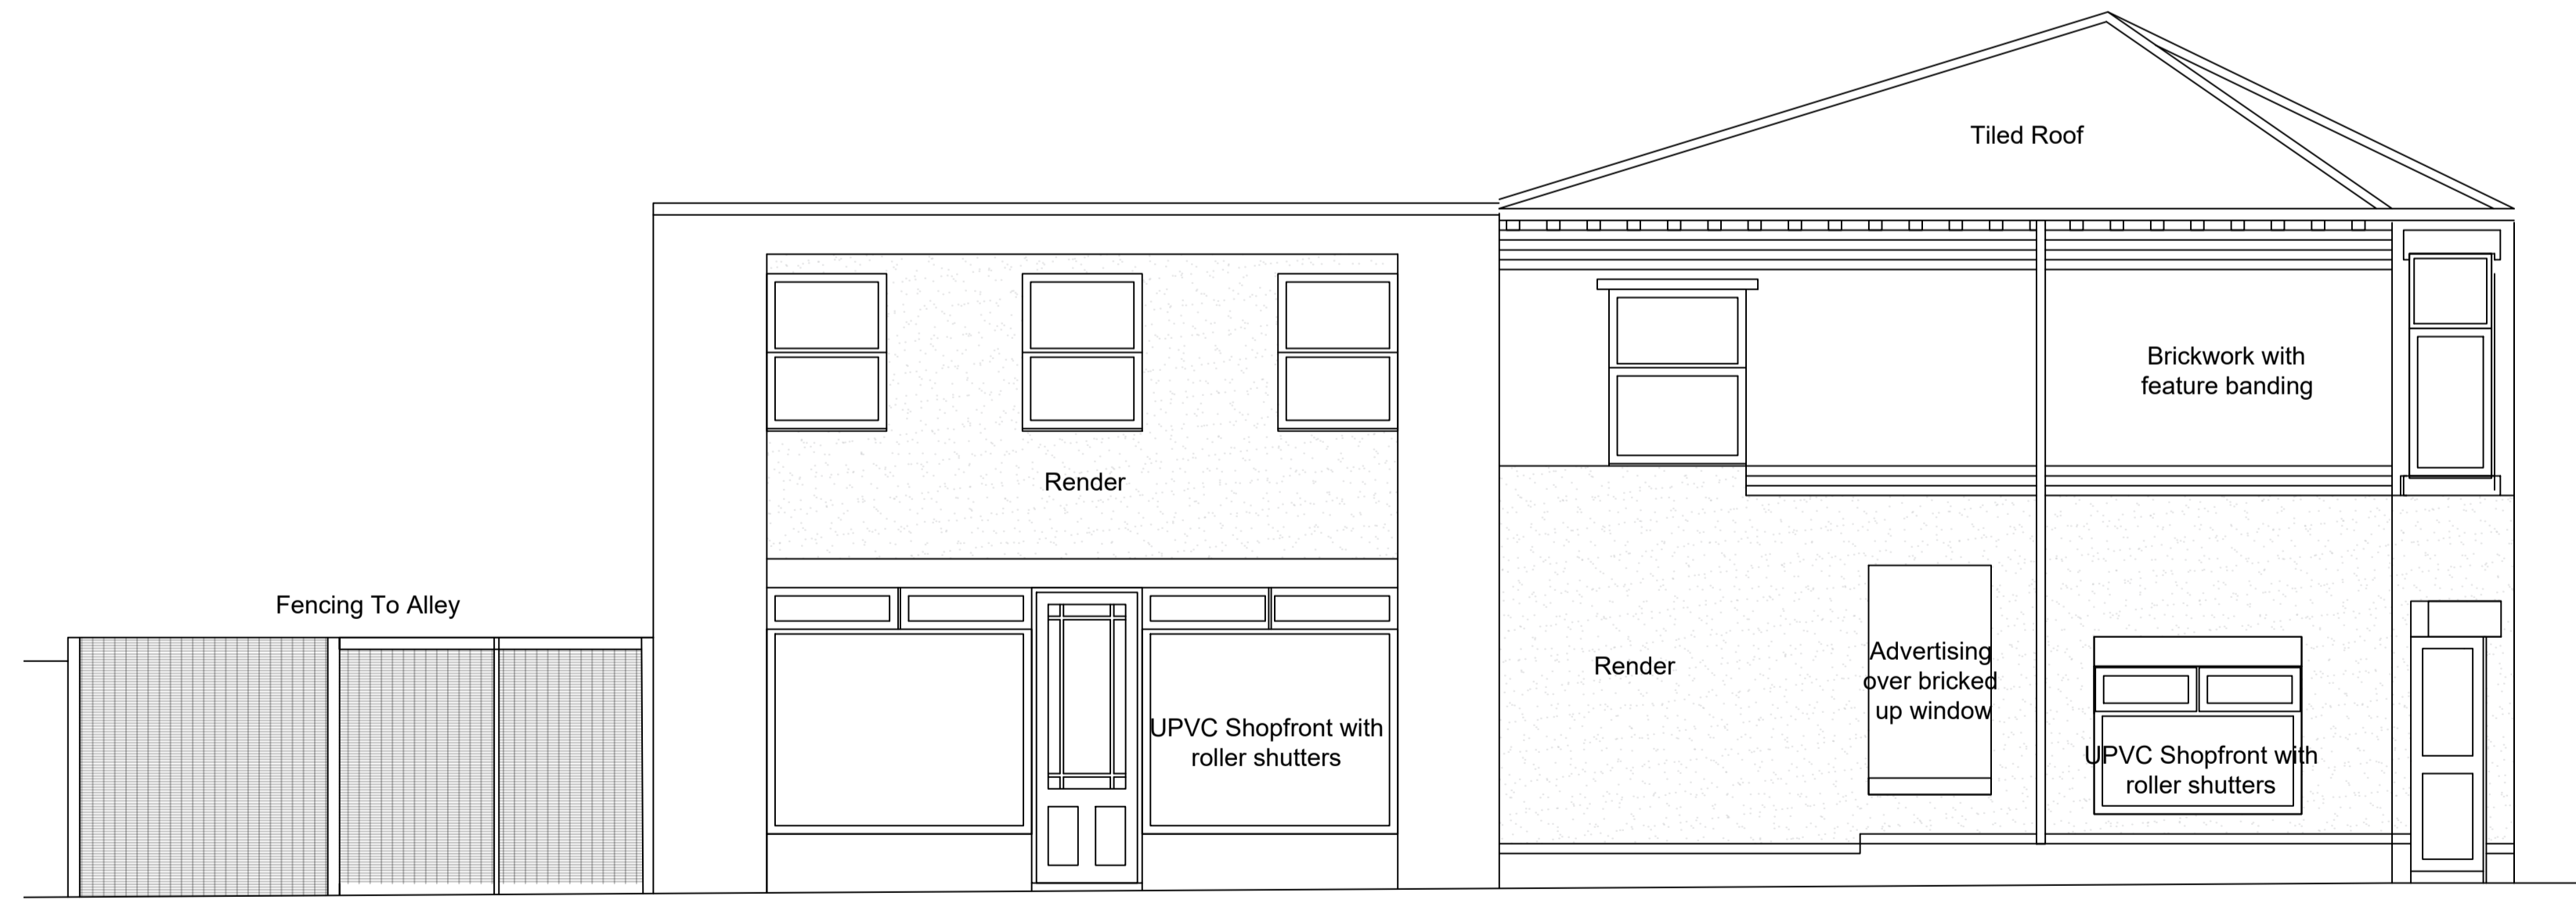 Tiled Roof
Brickwork with
feature banding
Render
Fencing To Alley
UPVC Shopfront with
roller shutters
Render
Advertising
over bricked
up window
UPVC Shopfront with
roller shutters